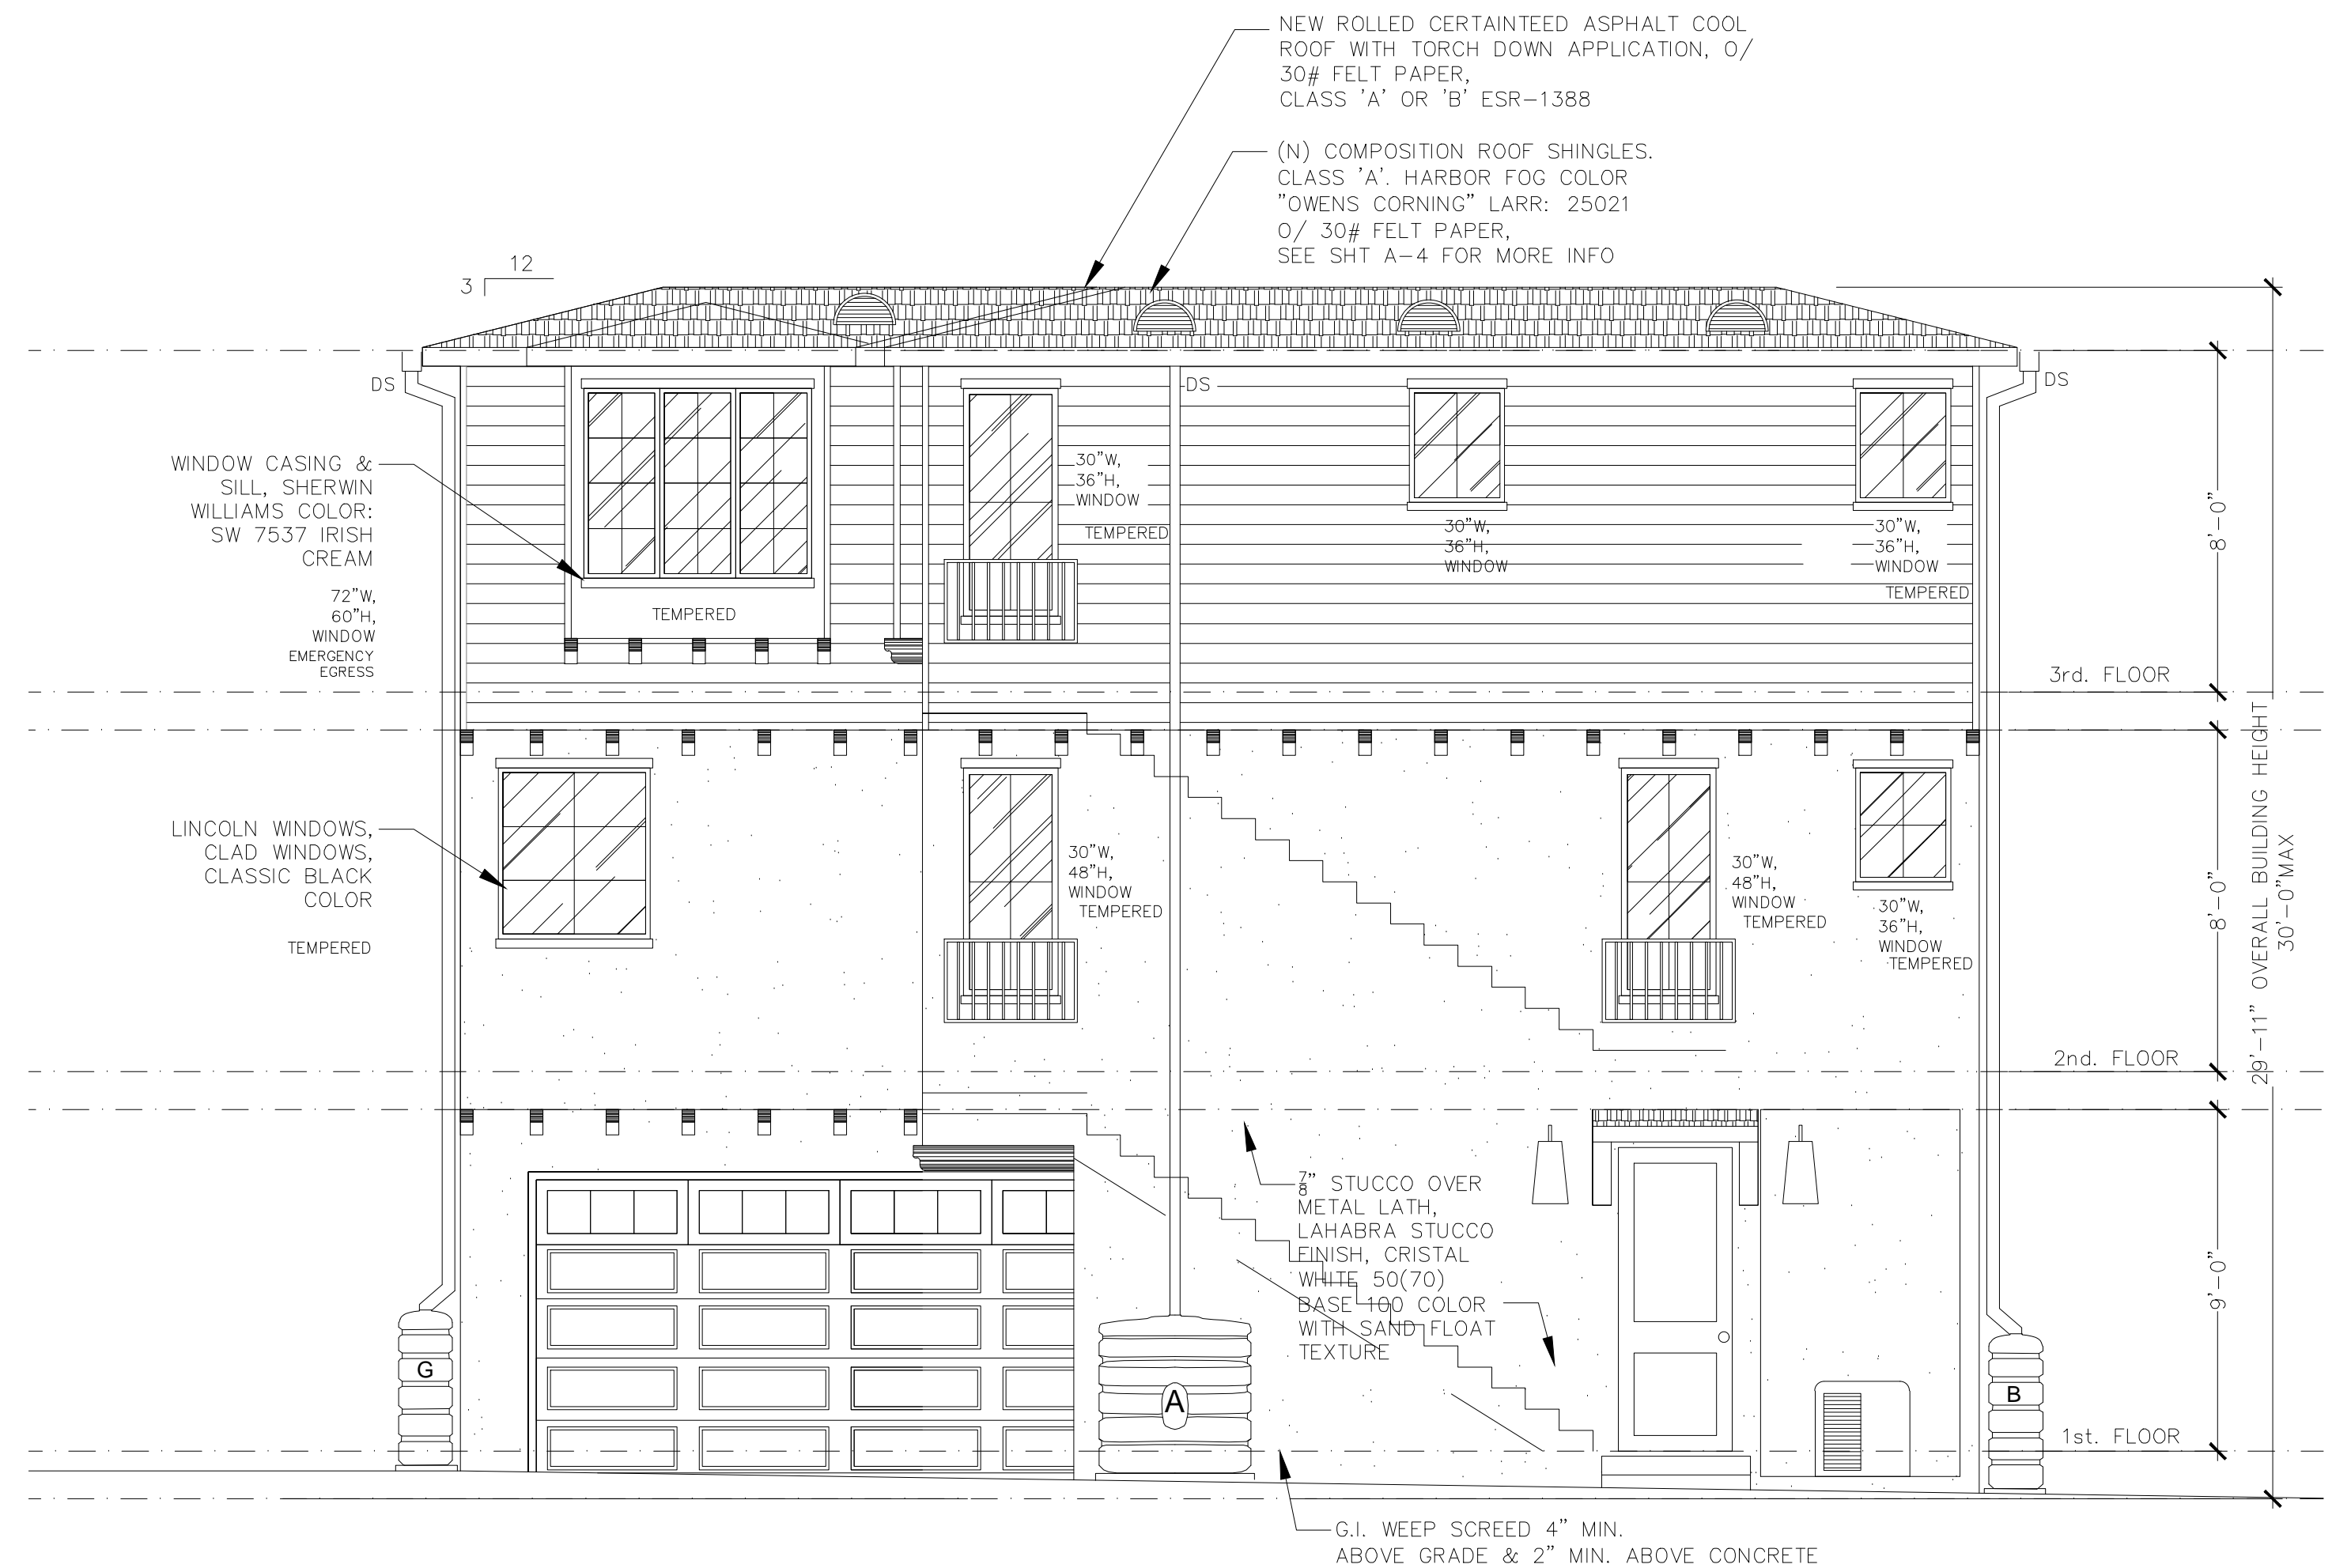 NEW ROLLED CERTAINTEED ASPHALT COOL
ROOF WITH TORCH DOWN APPLICATION, O/
30# FELT PAPER,
CLASS 'A' OR 'B' ESR-1388
(N) COMPOSITION ROOF SHINGLES.
CLASS 'A'. HARBOR FOG COLOR
"OWENS CORNING" LARR: 25021
O/ 30# FELT PAPER,
SEE SHT A-4 FOR MORE INFO
12
3
DS
DS
DS
WINDOW CASING &
SILL, SHERWIN
WILLIAMS COLOR:
SW 7537 IRISH
CREAM
72"W,
60"H,
WINDOW
EMERGENCY
EGRESS
TEMPERED
30"W,
36"H,
WINDOW
TEMPERED
30"W,
36"H,
WINDOW
30"W,
36"H,
WINDOW
TEMPERED
8'-0"
3rd. FLOOR
LINCOLN WINDOWS,
CLAD WINDOWS,
CLASSIC BLACK
COLOR
TEMPERED
30"W,
48"H,
WINDOW
TEMPERED
30"W,
48"H,
WINDOW
TEMPERED
30"W,
36"H,
WINDOW
TEMPERED
8'-0"
29'-11" OVERALL BUILDING HEIGHT
30'-0"MAX
2nd. FLOOR
7/8" STUCCO OVER
METAL LATH,
LAHABRA STUCCO
FINISH, CRISTAL
WHITE 50(70)
BASE 100 COLOR
WITH SAND FLOAT
TEXTURE
9'-0"
G
A
B
1st. FLOOR
G.I. WEEP SCREED 4" MIN.
ABOVE GRADE & 2" MIN. ABOVE CONCRETE